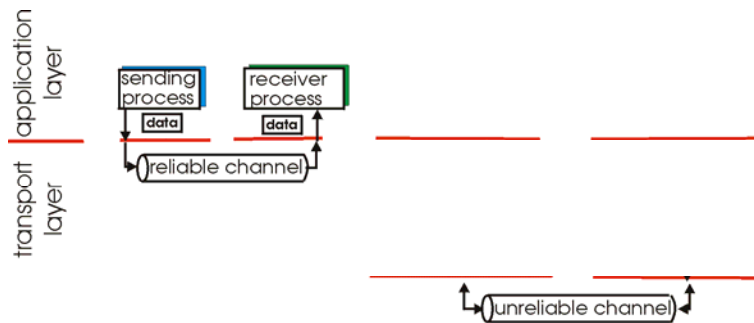 application
layer
sending
process
receiver
process
data
data
reliable channel
transport
layer
unreliable channel